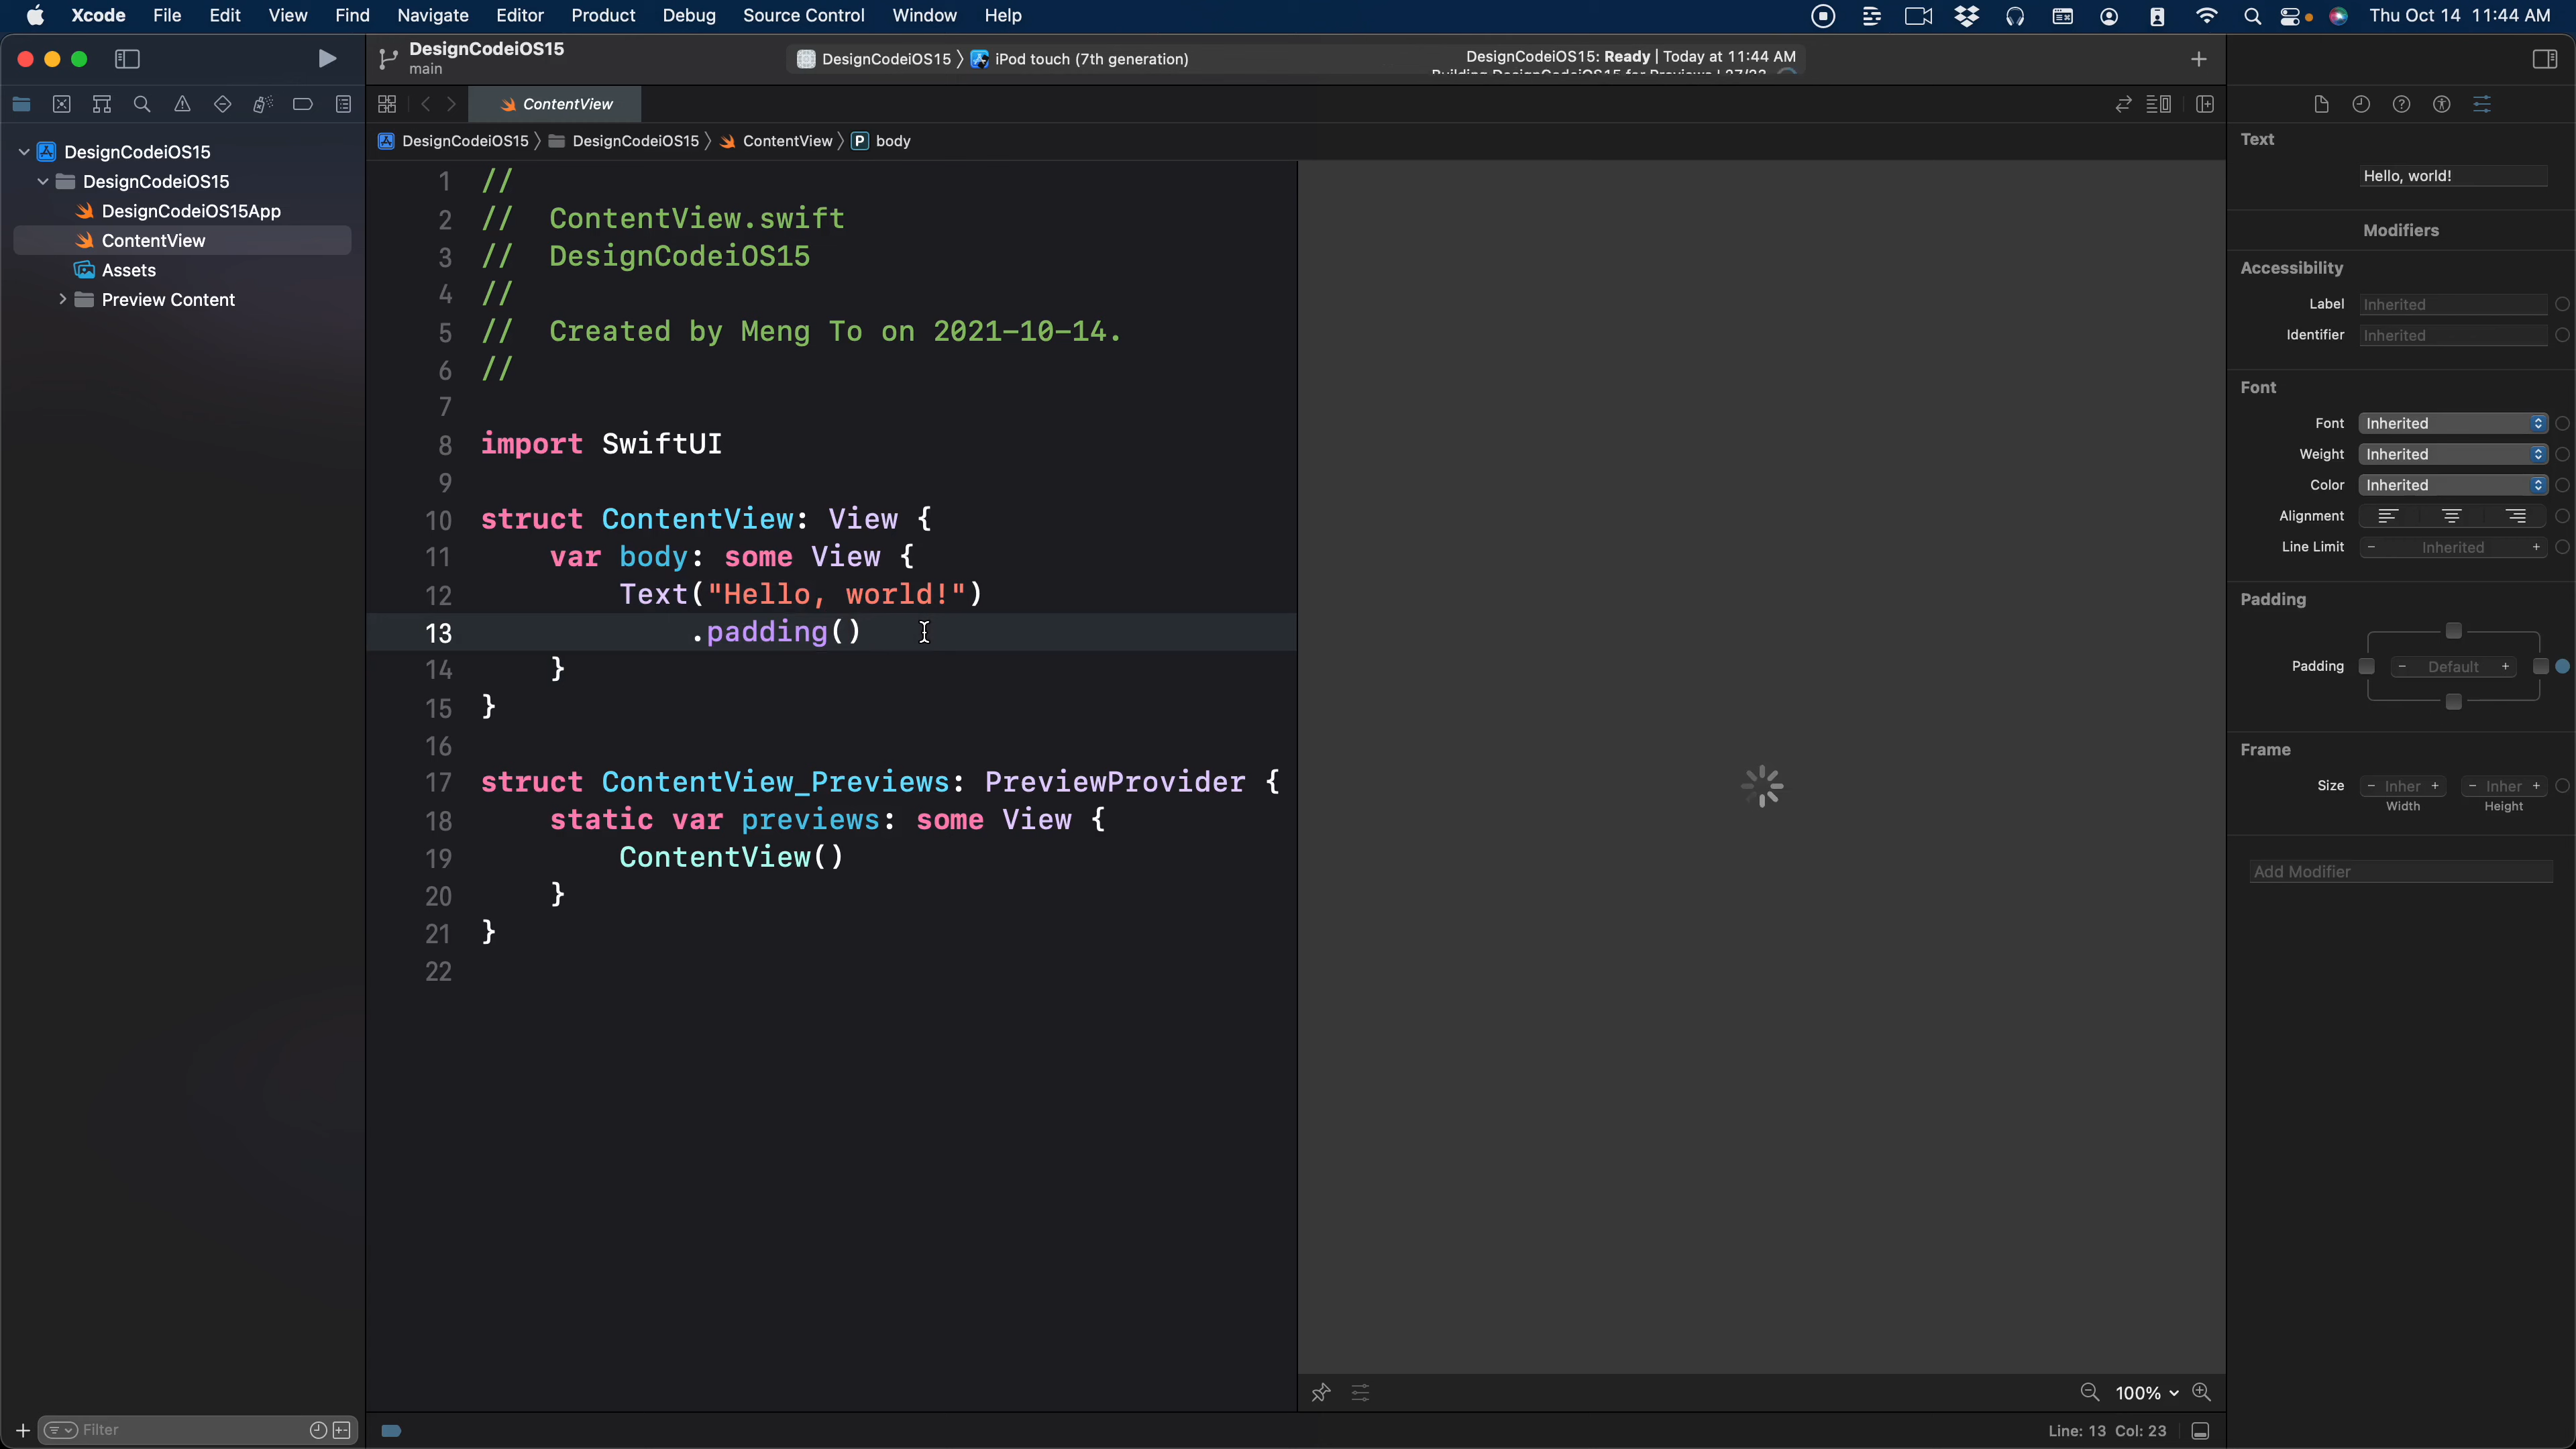 Xcode File Edit View Find Navigate Editor Product Debug Source Control Window Help Thu Oct 14 11:44 AM
DesignCodeiOS15
main
DesignCodeiOS15 〉 iPod touch (7th generation)
DesignCodeiOS15: Ready | Today at 11:44 AM
Building DesignCodeiOS15 for Previews | 27/33
ContentView
DesignCodeiOS15 〉 DesignCodeiOS15 〉 ContentView 〉 P body
DesignCodeiOS15
DesignCodeiOS15
DesignCodeiOS15App
ContentView
Assets
Preview Content
1 //
2 //  ContentView.swift
3 //  DesignCodeiOS15
4 //
5 //  Created by Meng To on 2021-10-14.
6 //
7
8 import SwiftUI
9
10 struct ContentView: View {
11     var body: some View {
12         Text("Hello, world!")
13             .padding()
14     }
15 }
16
17 struct ContentView_Previews: PreviewProvider {
18     static var previews: some View {
19         ContentView()
20     }
21 }
22
Text
Hello, world!
Modifiers
Accessibility
Label Inherited
Identifier Inherited
Font
Font Inherited
Weight Inherited
Color Inherited
Alignment
Line Limit - Inherited +
Padding
Padding - Default +
Frame
Size - Inher + - Inher +
Width Height
Add Modifier
100%
Filter
Line: 13 Col: 23